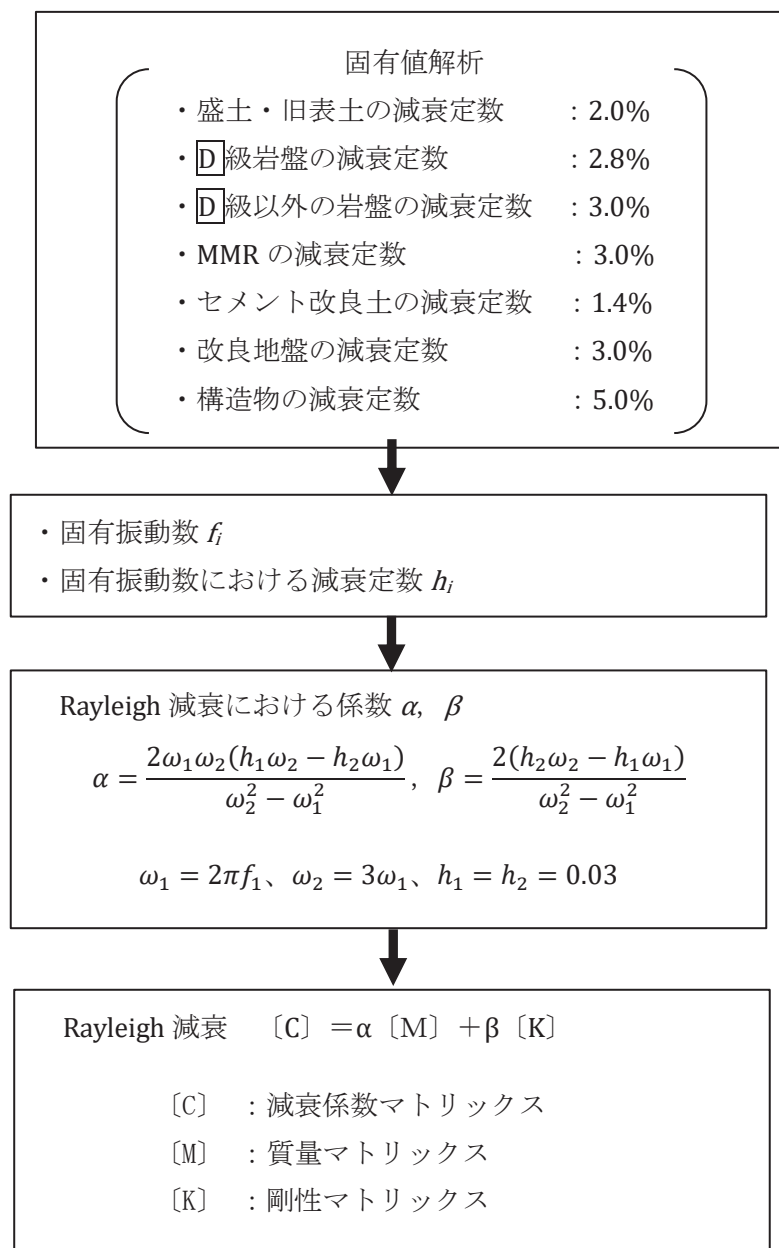 固有値解析
・盛土・旧表土の減衰定数 : 2.0%
・D級岩盤の減衰定数 : 2.8%
・D級以外の岩盤の減衰定数 : 3.0%
・MMR の減衰定数 : 3.0%
・セメント改良土の減衰定数 : 1.4%
・改良地盤の減衰定数 : 3.0%
・構造物の減衰定数 : 5.0%
・固有振動数 fᵢ
・固有振動数における減衰定数 hᵢ
Rayleigh 減衰における係数 α, β
α = 2ω₁ω₂(h₁ω₂ − h₂ω₁) / (ω₂² − ω₁²), β = 2(h₂ω₂ − h₁ω₁) / (ω₂² − ω₁²)
ω₁ = 2πf₁、ω₂ = 3ω₁、h₁ = h₂ = 0.03
Rayleigh 減衰 〔C〕=α〔M〕+β〔K〕
〔C〕 : 減衰係数マトリックス
〔M〕 : 質量マトリックス
〔K〕 : 剛性マトリックス